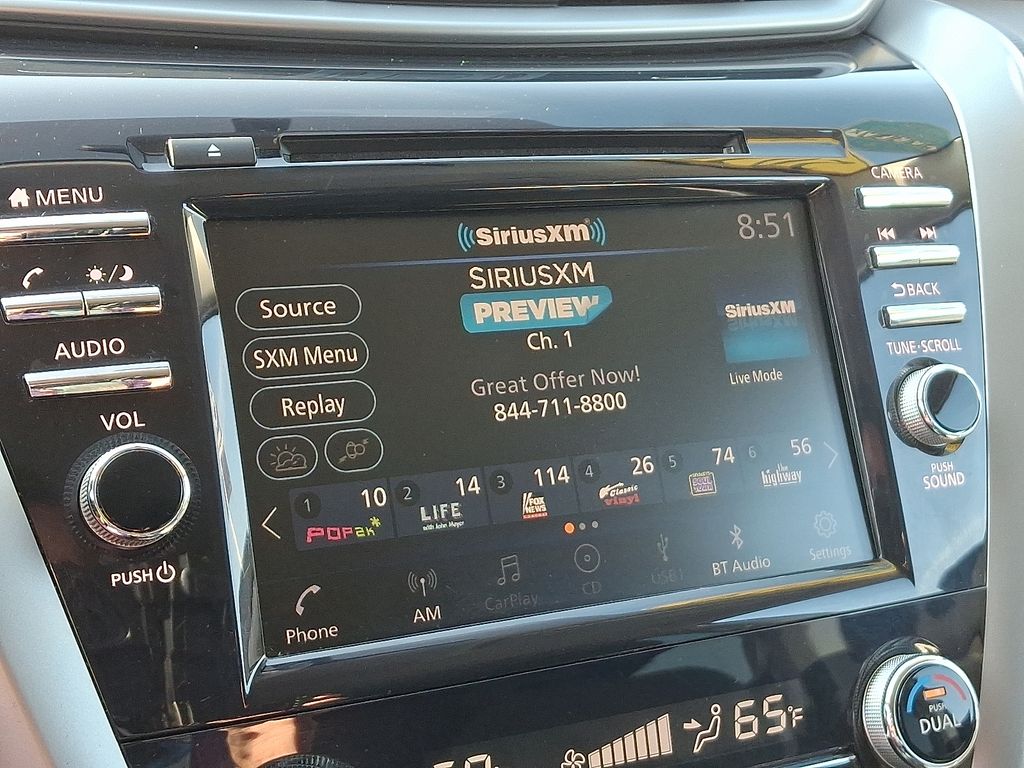 MENU
AUDIO
VOL
PUSH
SiriusXM
8:51
SIRIUSXM
PREVIEW
Ch. 1
Great Offer Now!
844-711-8800
Source
SXM Menu
Replay
SiriusXM
Live Mode
1 10 POP2K
2 14 LIFE with John Mayer
3 114 FOX NEWS
4 26 Classic vinyl
5 74 SOUL TOWN
6 56 the highway
Phone
AM
CarPlay
CD
USB1
BT Audio
Settings
CAMERA
BACK
TUNE·SCROLL
PUSH
SOUND
65°F
PUSH
DUAL